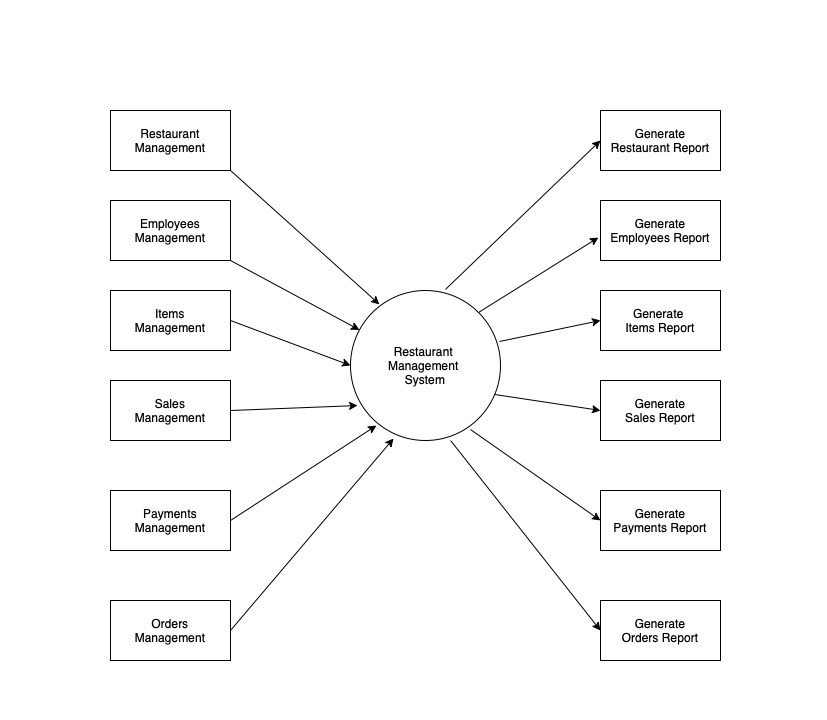 Restaurant
Management
Employees
Management
Items
Management
Sales
Management
Payments
Management
Orders
Management
Restaurant
Management
System
Generate
Restaurant Report
Generate
Employees Report
Generate
Items Report
Generate
Sales Report
Generate
Payments Report
Generate
Orders Report